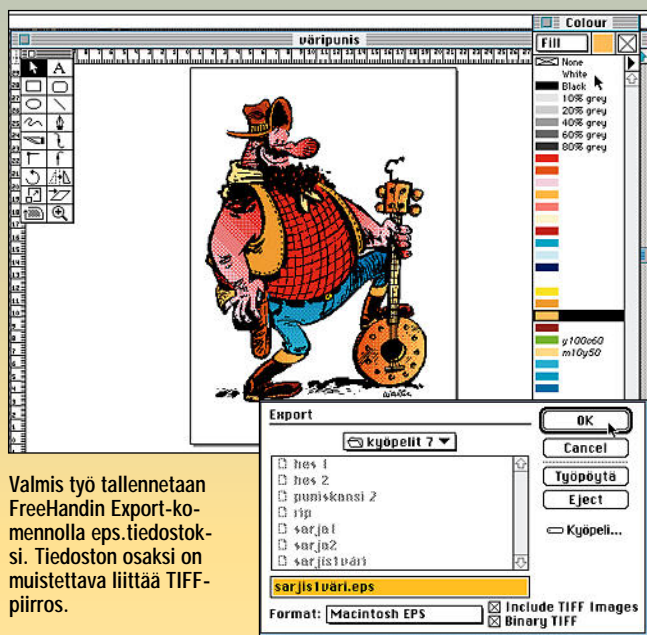 väripunis
Colour
Fill
None
White
Black
10% grey
20% grey
40% grey
60% grey
80% grey
y100c60
m10y50
A
Export
kyöpelit 7
hes 1
hes 2
puniskansi 2
rip
sarja1
sarja2
sarjis1väri
sarjis1väri.eps
Format: Macintosh EPS
OK
Cancel
Työpöytä
Eject
Kyöpeli...
Include TIFF Images
Binary TIFF
Valmis työ tallennetaan
FreeHandin Export-ko-
mennolla eps.tiedostok-
si. Tiedoston osaksi on
muistettava liittää TIFF-
piirros.